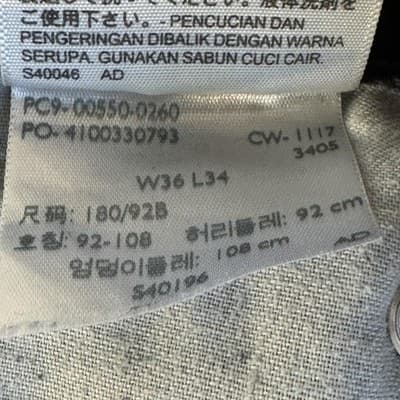 ご使用下さい。- PENCUCIAN DAN
PENGERINGAN DIBALIK DENGAN WARNA
SERUPA. GUNAKAN SABUN CUCI CAIR.
S40046 AD
PC9-00550-0260
PO- 4100330793 CW- 1117
3405
W36 L34
尺码: 180/92B
호칭: 92-108 허리둘레: 92 cm
엉덩이둘레: 108 cm AD
S40196